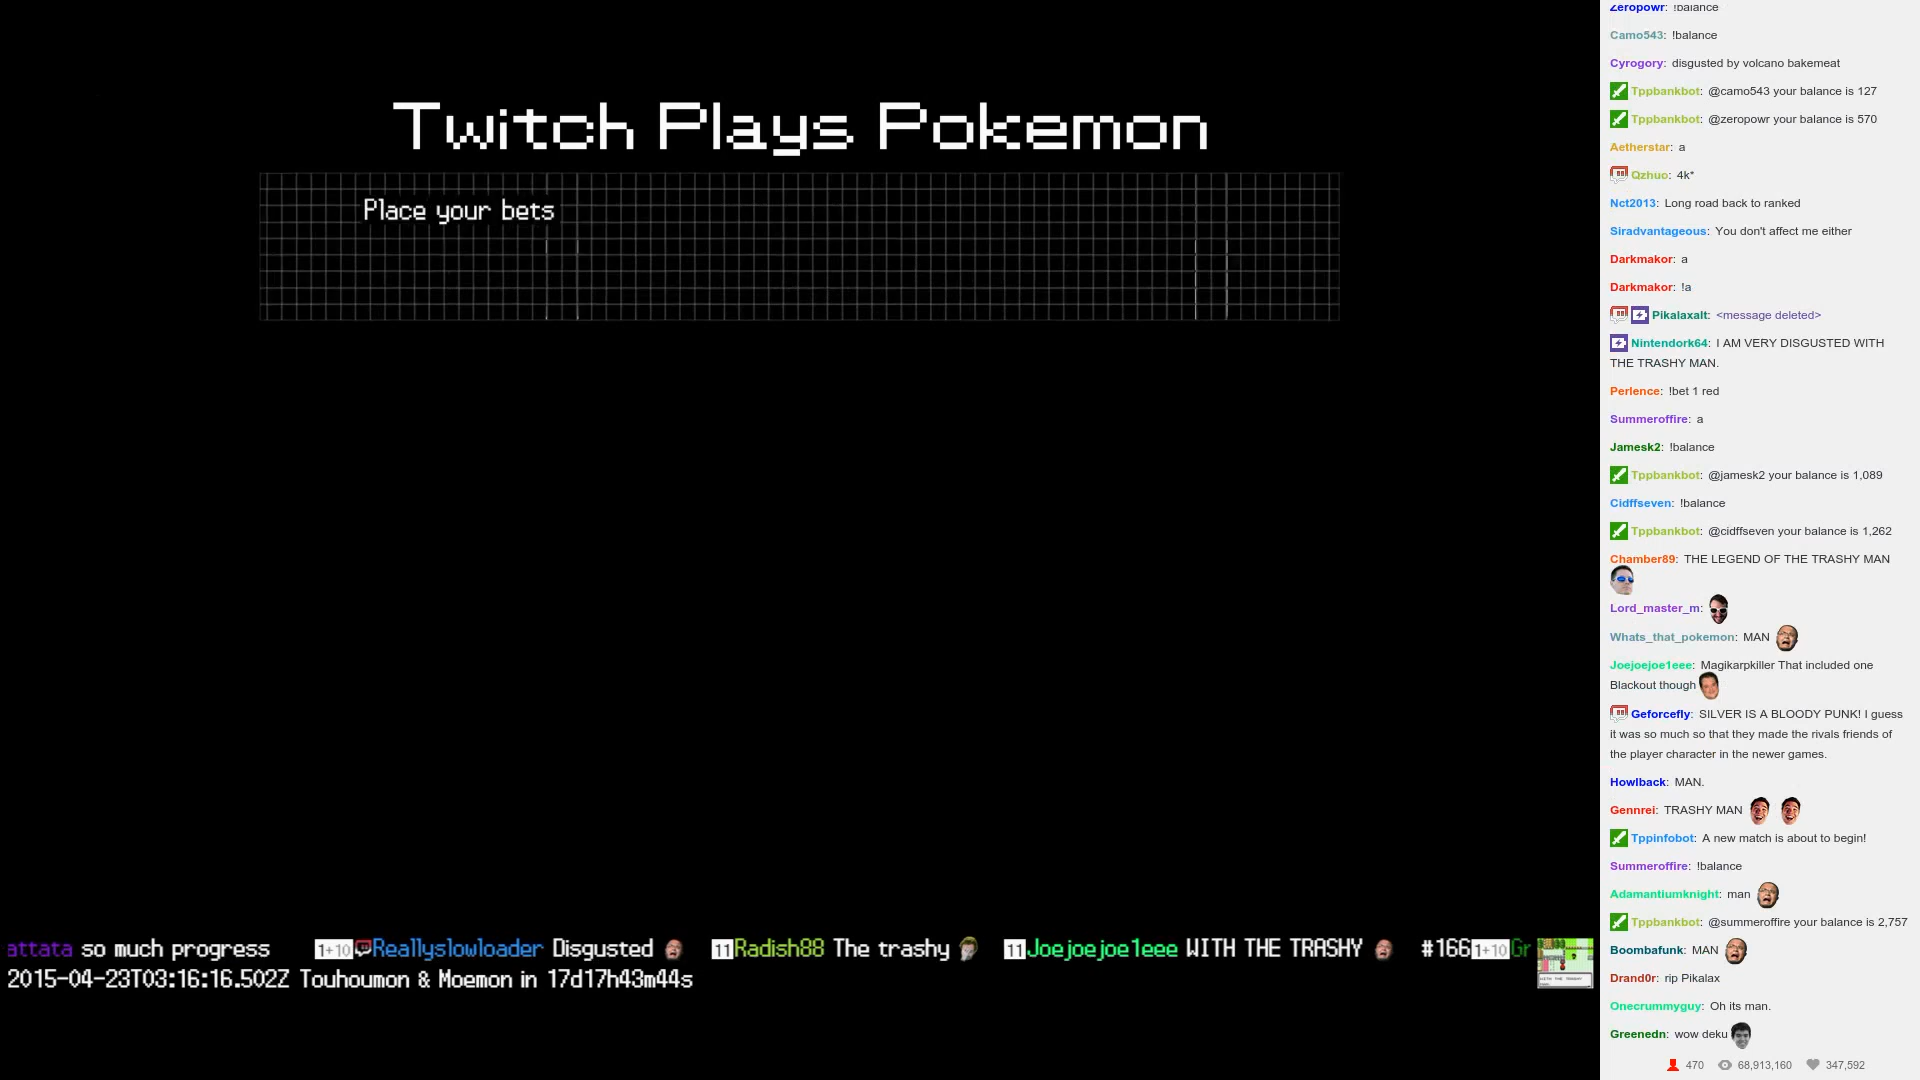 Twitch Plays Pokemon
Place your bets
attata so much progress 1+10 Reallyslowloader Disgusted 11 Radish88 The trashy 11 Joejoejoe1eee WITH THE TRASHY #166 1+10 Gr
2015-04-23T03:16:16.502Z Touhoumon & Moemon in 17d17h43m44s
Zeropowr: !balance
Camo543: !balance
Cyrogory: disgusted by volcano bakemeat
Tppbankbot: @camo543 your balance is 127
Tppbankbot: @zeropowr your balance is 570
Aetherstar: a
Qzhuo: 4k*
Nct2013: Long road back to ranked
Siradvantageous: You don't affect me either
Darkmakor: a
Darkmakor: !a
Pikalaxalt: <message deleted>
Nintendork64: I AM VERY DISGUSTED WITH
THE TRASHY MAN.
Perlence: !bet 1 red
Summeroffire: a
Jamesk2: !balance
Tppbankbot: @jamesk2 your balance is 1,089
Cidffseven: !balance
Tppbankbot: @cidffseven your balance is 1,262
Chamber89: THE LEGEND OF THE TRASHY MAN
Lord_master_m:
Whats_that_pokemon: MAN
Joejoejoe1eee: Magikarpkiller That included one
Blackout though
Geforcefly: SILVER IS A BLOODY PUNK! I guess
it was so much so that they made the rivals friends of
the player character in the newer games.
Howlback: MAN.
Gennrei: TRASHY MAN
Tppinfobot: A new match is about to begin!
Summeroffire: !balance
Adamantiumknight: man
Tppbankbot: @summeroffire your balance is 2,757
Boombafunk: MAN
Drand0r: rip Pikalax
Onecrummyguy: Oh its man.
Greenedn: wow deku
470 68,913,160 347,592